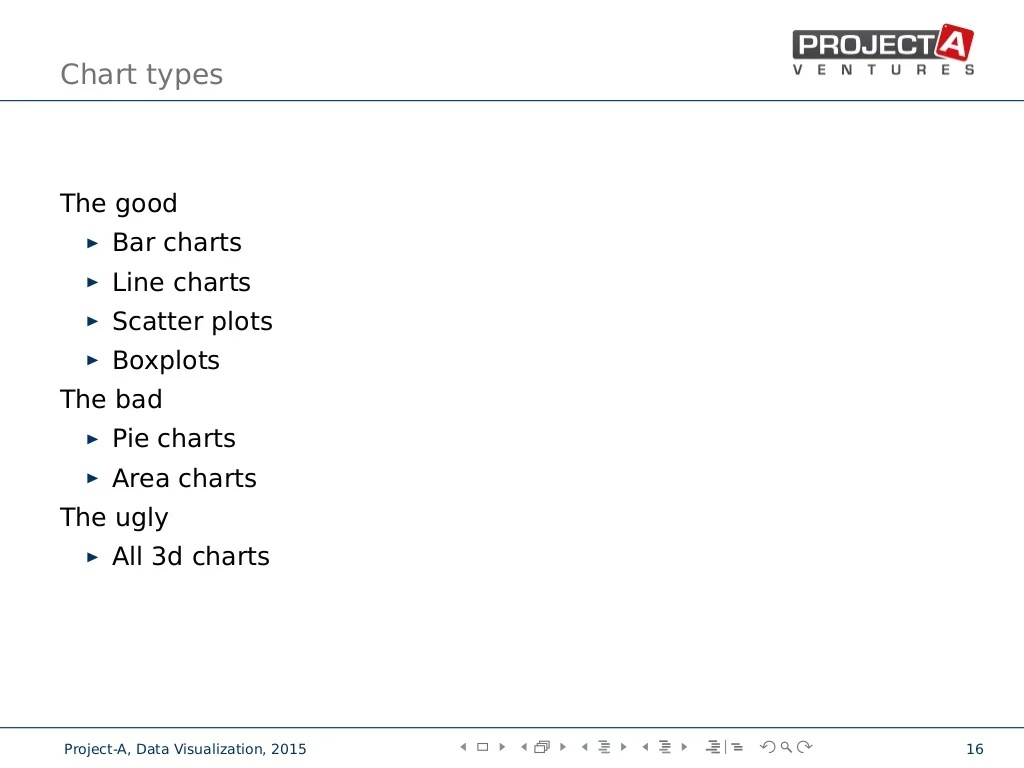 PROJECT A
VENTURES
Chart types
The good
Bar charts
Line charts
Scatter plots
Boxplots
The bad
Pie charts
Area charts
The ugly
All 3d charts
Project-A, Data Visualization, 2015
16